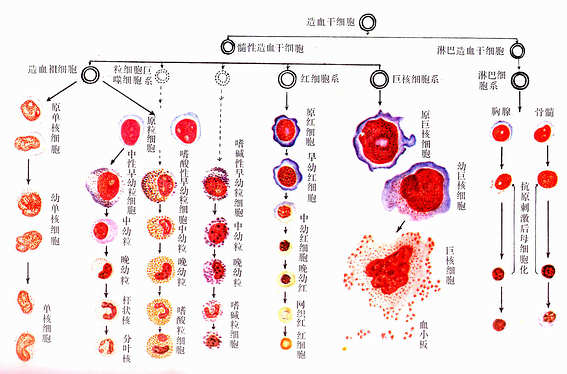 造血干细胞
髓性造血干细胞
淋巴造血干细胞
造血祖细胞
粒细胞巨
噬细胞系
红细胞系
巨核细胞系
淋巴细
胞系
原单核细胞
幼单核细胞
单核细胞
原粒细胞
中性早幼粒细胞
中幼粒
晚幼粒
杆状核
分叶核
嗜酸性早幼粒细胞
中幼粒
晚幼粒
嗜酸粒细胞
嗜碱性早幼粒细胞
中幼粒
晚幼粒
嗜碱粒细胞
原红细胞
早幼红细胞
中幼红细胞
晚幼红
网织红
红细胞
原巨核细胞
幼巨核细胞
巨核细胞
血小板
胸腺
骨髓
抗原刺激后母细胞化